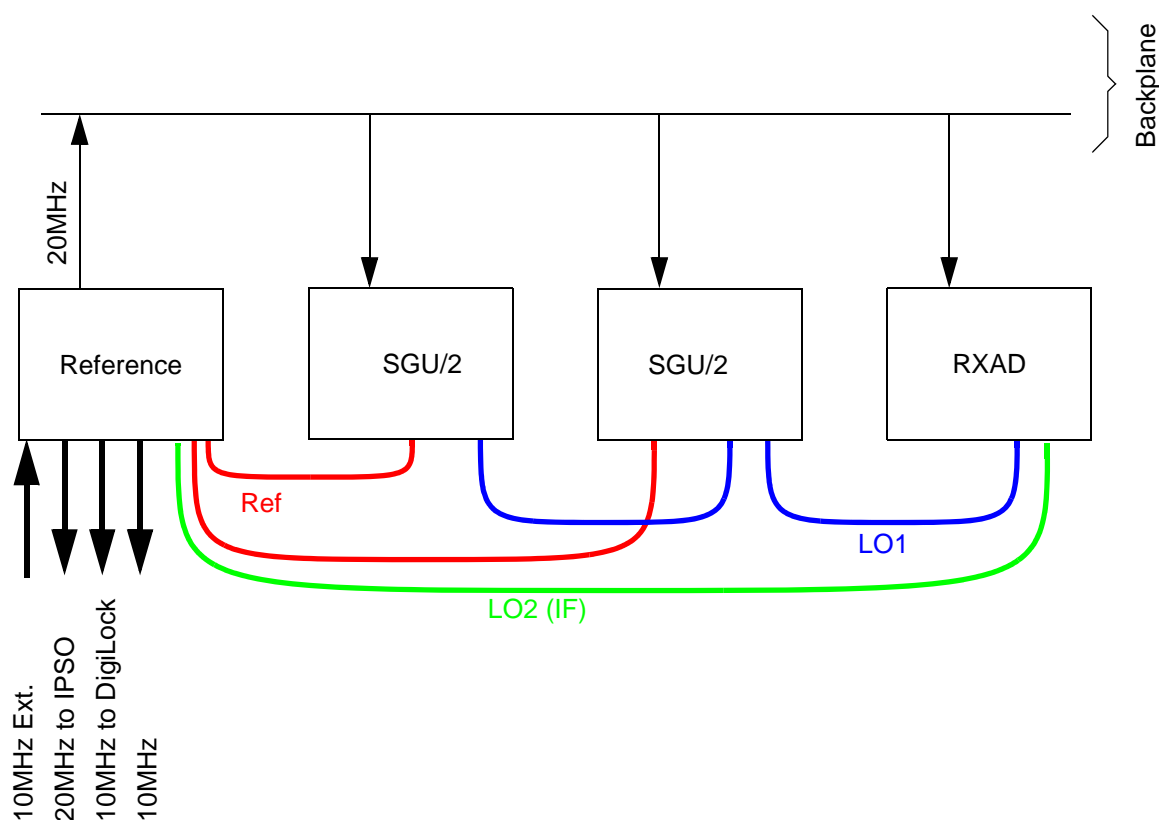 Backplane
20MHz
Reference
SGU/2
SGU/2
RXAD
Ref
LO1
LO2 (IF)
10MHz Ext.
20MHz to IPSO
10MHz to DigiLock
10MHz